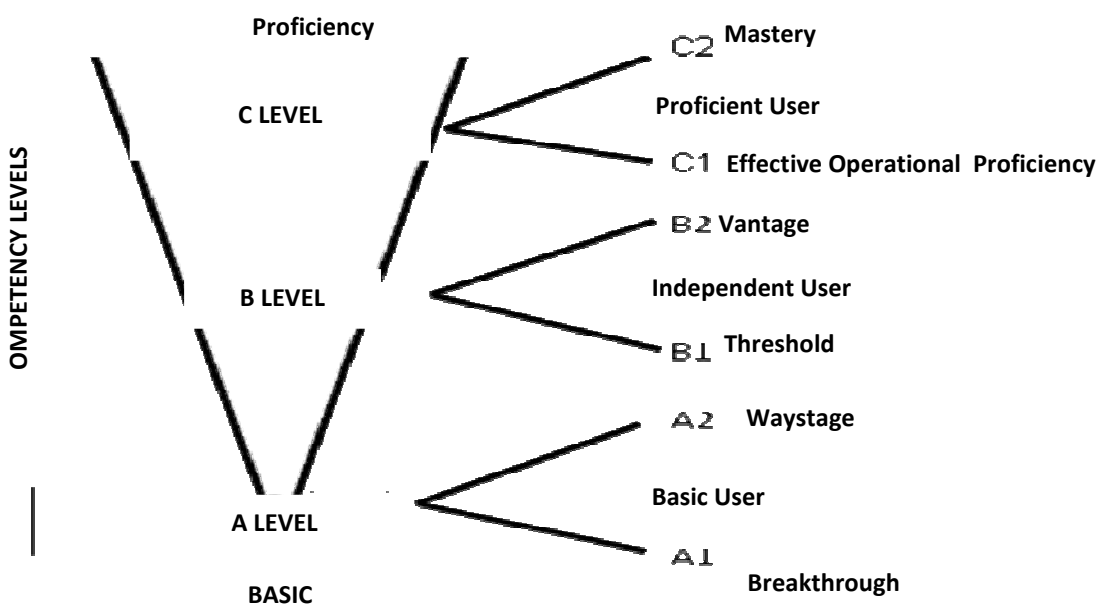 Proficiency
C2 Mastery
C LEVEL
Proficient User
C1 Effective Operational Proficiency
B2 Vantage
B LEVEL
Independent User
B1 Threshold
A2 Waystage
Basic User
A LEVEL
A1
Breakthrough
BASIC
OMPETENCY LEVELS